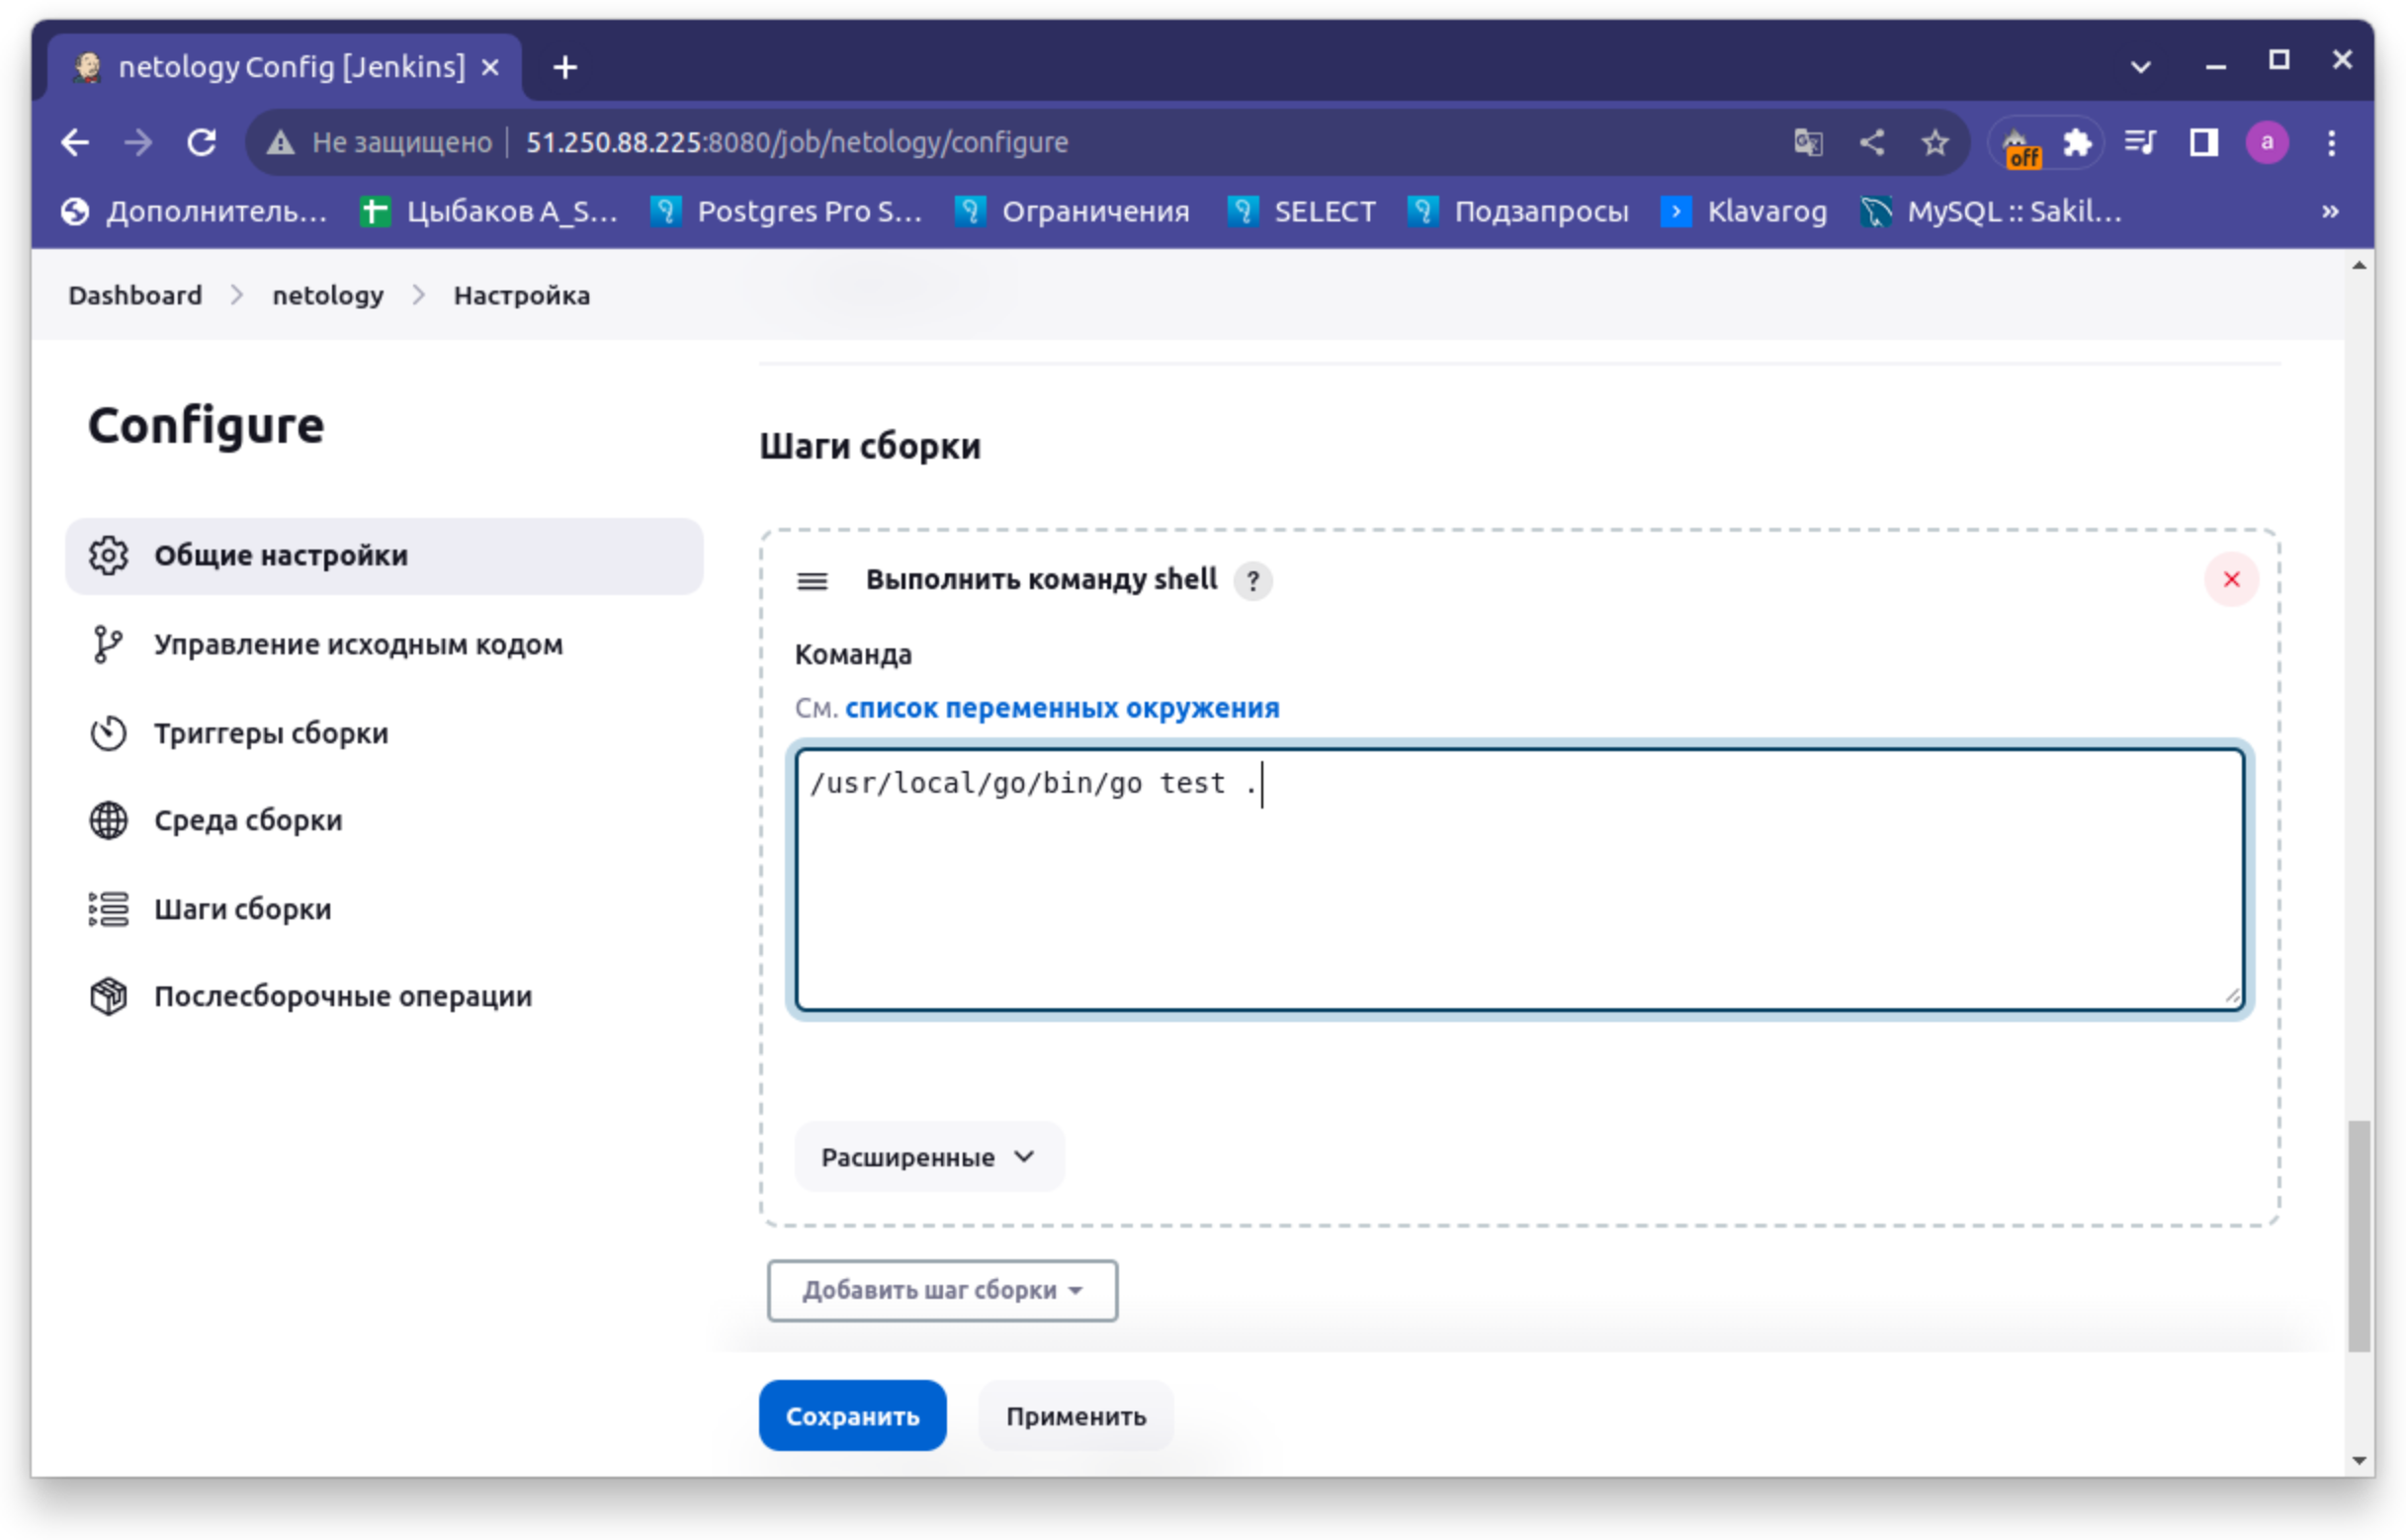 netology Config [Jenkins]
Не защищено 51.250.88.225:8080/job/netology/configure
off
a
Дополнитель... Цыбаков A_S... Postgres Pro S... Ограничения SELECT Подзапросы Klavarog MySQL :: Sakil... »
Dashboard netology Настройка
Configure
Общие настройки
Управление исходным кодом
Триггеры сборки
Среда сборки
Шаги сборки
Послесборочные операции
Шаги сборки
Выполнить команду shell ?
Команда
См. список переменных окружения
/usr/local/go/bin/go test .
Расширенные
Добавить шаг сборки
Сохранить Применить